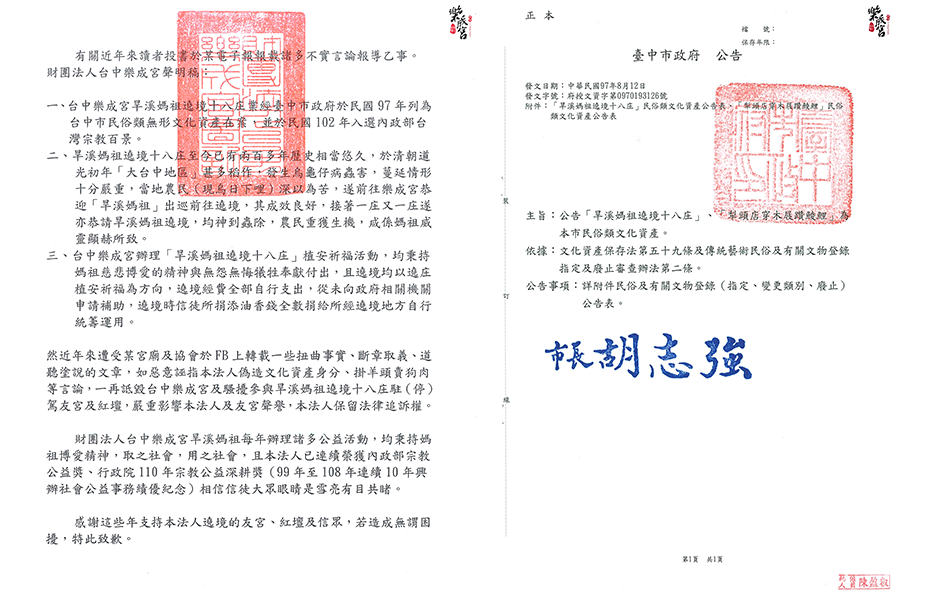 有關近年來讀者投書於某電子報報載諸多不實言論報導乙事。
財團法人台中樂成宮聲明稿：
一、台中樂成宮旱溪媽祖遶境十八庄業經臺中市政府於民國 97 年列為
台中市民俗類無形文化資產在案，並於民國 102 年入選內政部台
灣宗教百景。
二、旱溪媽祖遶境十八庄至今已有兩百多年歷史相當悠久，於清朝道
光初年「大台中地區」甚多稻作，發生烏龜仔病蟲害，蔓延情形
十分嚴重，當地農民（現烏日下哩）深以為苦，遂前往樂成宮恭
迎「旱溪媽祖」出巡前往遶境，其成效良好，接著一庄又一庄遂
亦恭請旱溪媽祖遶境，均神到蟲除，農民重獲生機，咸係媽祖威
靈顯赫所致。
三、台中樂成宮辦理「旱溪媽祖遶境十八庄」植安祈福活動，均秉持
媽祖慈悲博愛的精神與無怨無悔犧牲奉獻付出，且遶境均以遶庄
植安祈福為方向，遶境經費全部自行支出，從未向政府相關機關
申請補助，遶境時信徒所捐添油香錢全數捐給所經遶境地方自行
統籌運用。
然近年來遭受某宮廟及協會於 FB 上轉載一些扭曲事實、斷章取義、道
聽塗說的文章，如惡意誣指本法人偽造文化資產身分、掛羊頭賣狗肉
等言論，一再詆毀台中樂成宮及騷擾參與旱溪媽祖遶境十八庄駐（停）
駕友宮及紅壇，嚴重影響本法人及友宮聲譽，本法人保留法律追訴權。
財團法人台中樂成宮旱溪媽祖每年辦理諸多公益活動，均秉持媽
祖博愛精神，取之社會，用之社會，且本法人已連續榮獲內政部宗教
公益獎、行政院 110 年宗教公益深耕獎（99 年至 108 年連續 10 年興
辦社會公益事務績優紀念）相信信徒大眾眼睛是雪亮有目共睹。
感謝這些年支持本法人遶境的友宮、紅壇及信眾，若造成無謂困
擾，特此致歉。
正本
檔　號：
保存年限：
臺中市政府　公告
發文日期：中華民國97年8月12日
發文字號：府授文資字第0970193126號
附件：「旱溪媽祖遶境十八庄」民俗類文化資產公告表、「犁頭店穿木屐躦鯪鯉」民俗
類文化資產公告表
主旨：公告「旱溪媽祖遶境十八庄」、「犁頭店穿木屐躦鯪鯉」為
本市民俗類文化資產。
依據：文化資產保存法第五十九條及傳統藝術民俗及有關文物登錄
指定及廢止審查辦法第二條。
公告事項：詳附件民俗及有關文物登錄（指定、變更類別、廢止）
公告表。
市長胡志強
裝
訂
線
第1頁　共1頁